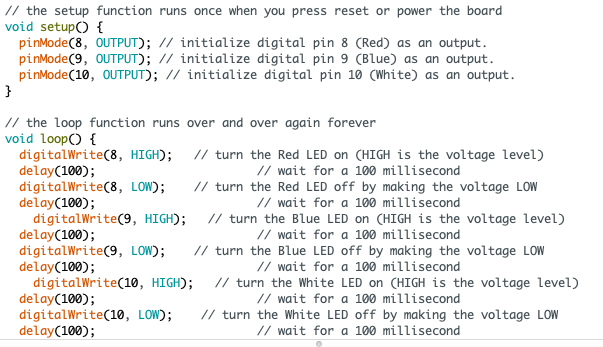 // the setup function runs once when you press reset or power the board
void setup() {
  pinMode(8, OUTPUT); // initialize digital pin 8 (Red) as an output.
  pinMode(9, OUTPUT); // initialize digital pin 9 (Blue) as an output.
  pinMode(10, OUTPUT); // initialize digital pin 10 (White) as an output.
}

// the loop function runs over and over again forever
void loop() {
  digitalWrite(8, HIGH);   // turn the Red LED on (HIGH is the voltage level)
  delay(100);                       // wait for a 100 millisecond
  digitalWrite(8, LOW);    // turn the Red LED off by making the voltage LOW
  delay(100);                       // wait for a 100 millisecond
    digitalWrite(9, HIGH);   // turn the Blue LED on (HIGH is the voltage level)
  delay(100);                       // wait for a 100 millisecond
  digitalWrite(9, LOW);    // turn the Blue LED off by making the voltage LOW
  delay(100);                       // wait for a 100 millisecond
    digitalWrite(10, HIGH);   // turn the White LED on (HIGH is the voltage level)
  delay(100);                       // wait for a 100 millisecond
  digitalWrite(10, LOW);    // turn the White LED off by making the voltage LOW
  delay(100);                       // wait for a 100 millisecond